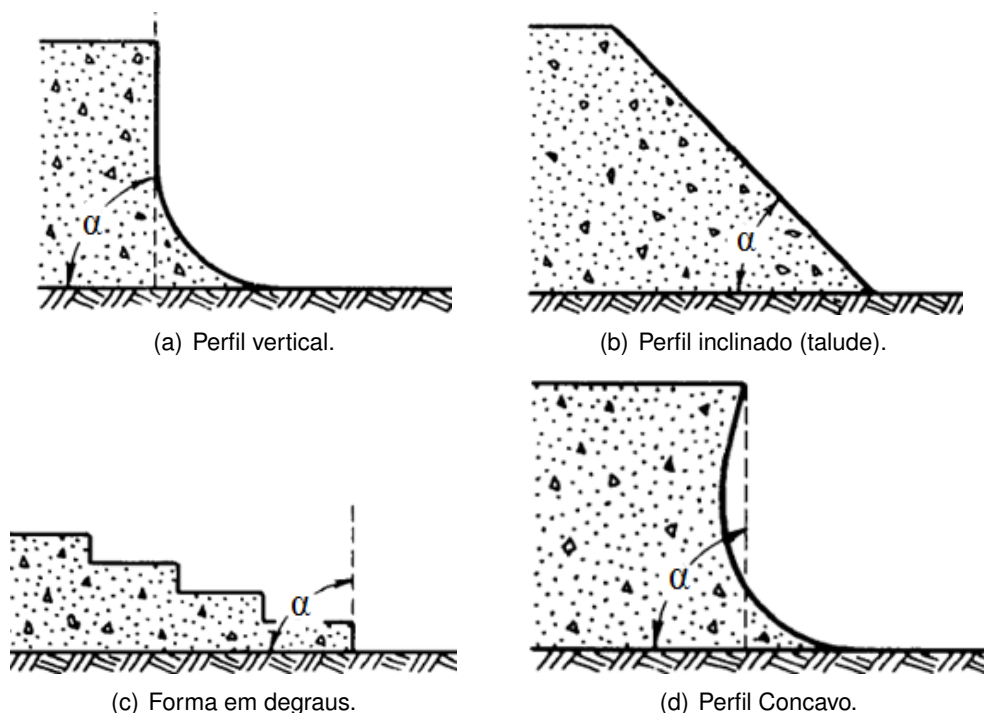 α
(a) Perfil vertical.
α
(b) Perfil inclinado (talude).
α
(c) Forma em degraus.
α
(d) Perfil Concavo.